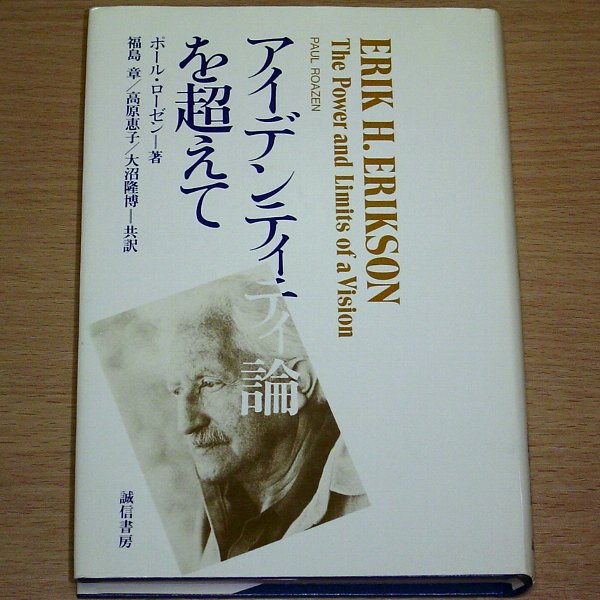 ERIK H. ERIKSON
The Power and Limits of a Vision
PAUL ROAZEN
アイデンティティ論
を超えて
ポール・ローゼン―著
福島 章／高原恵子／大沼隆博―共訳
誠信書房